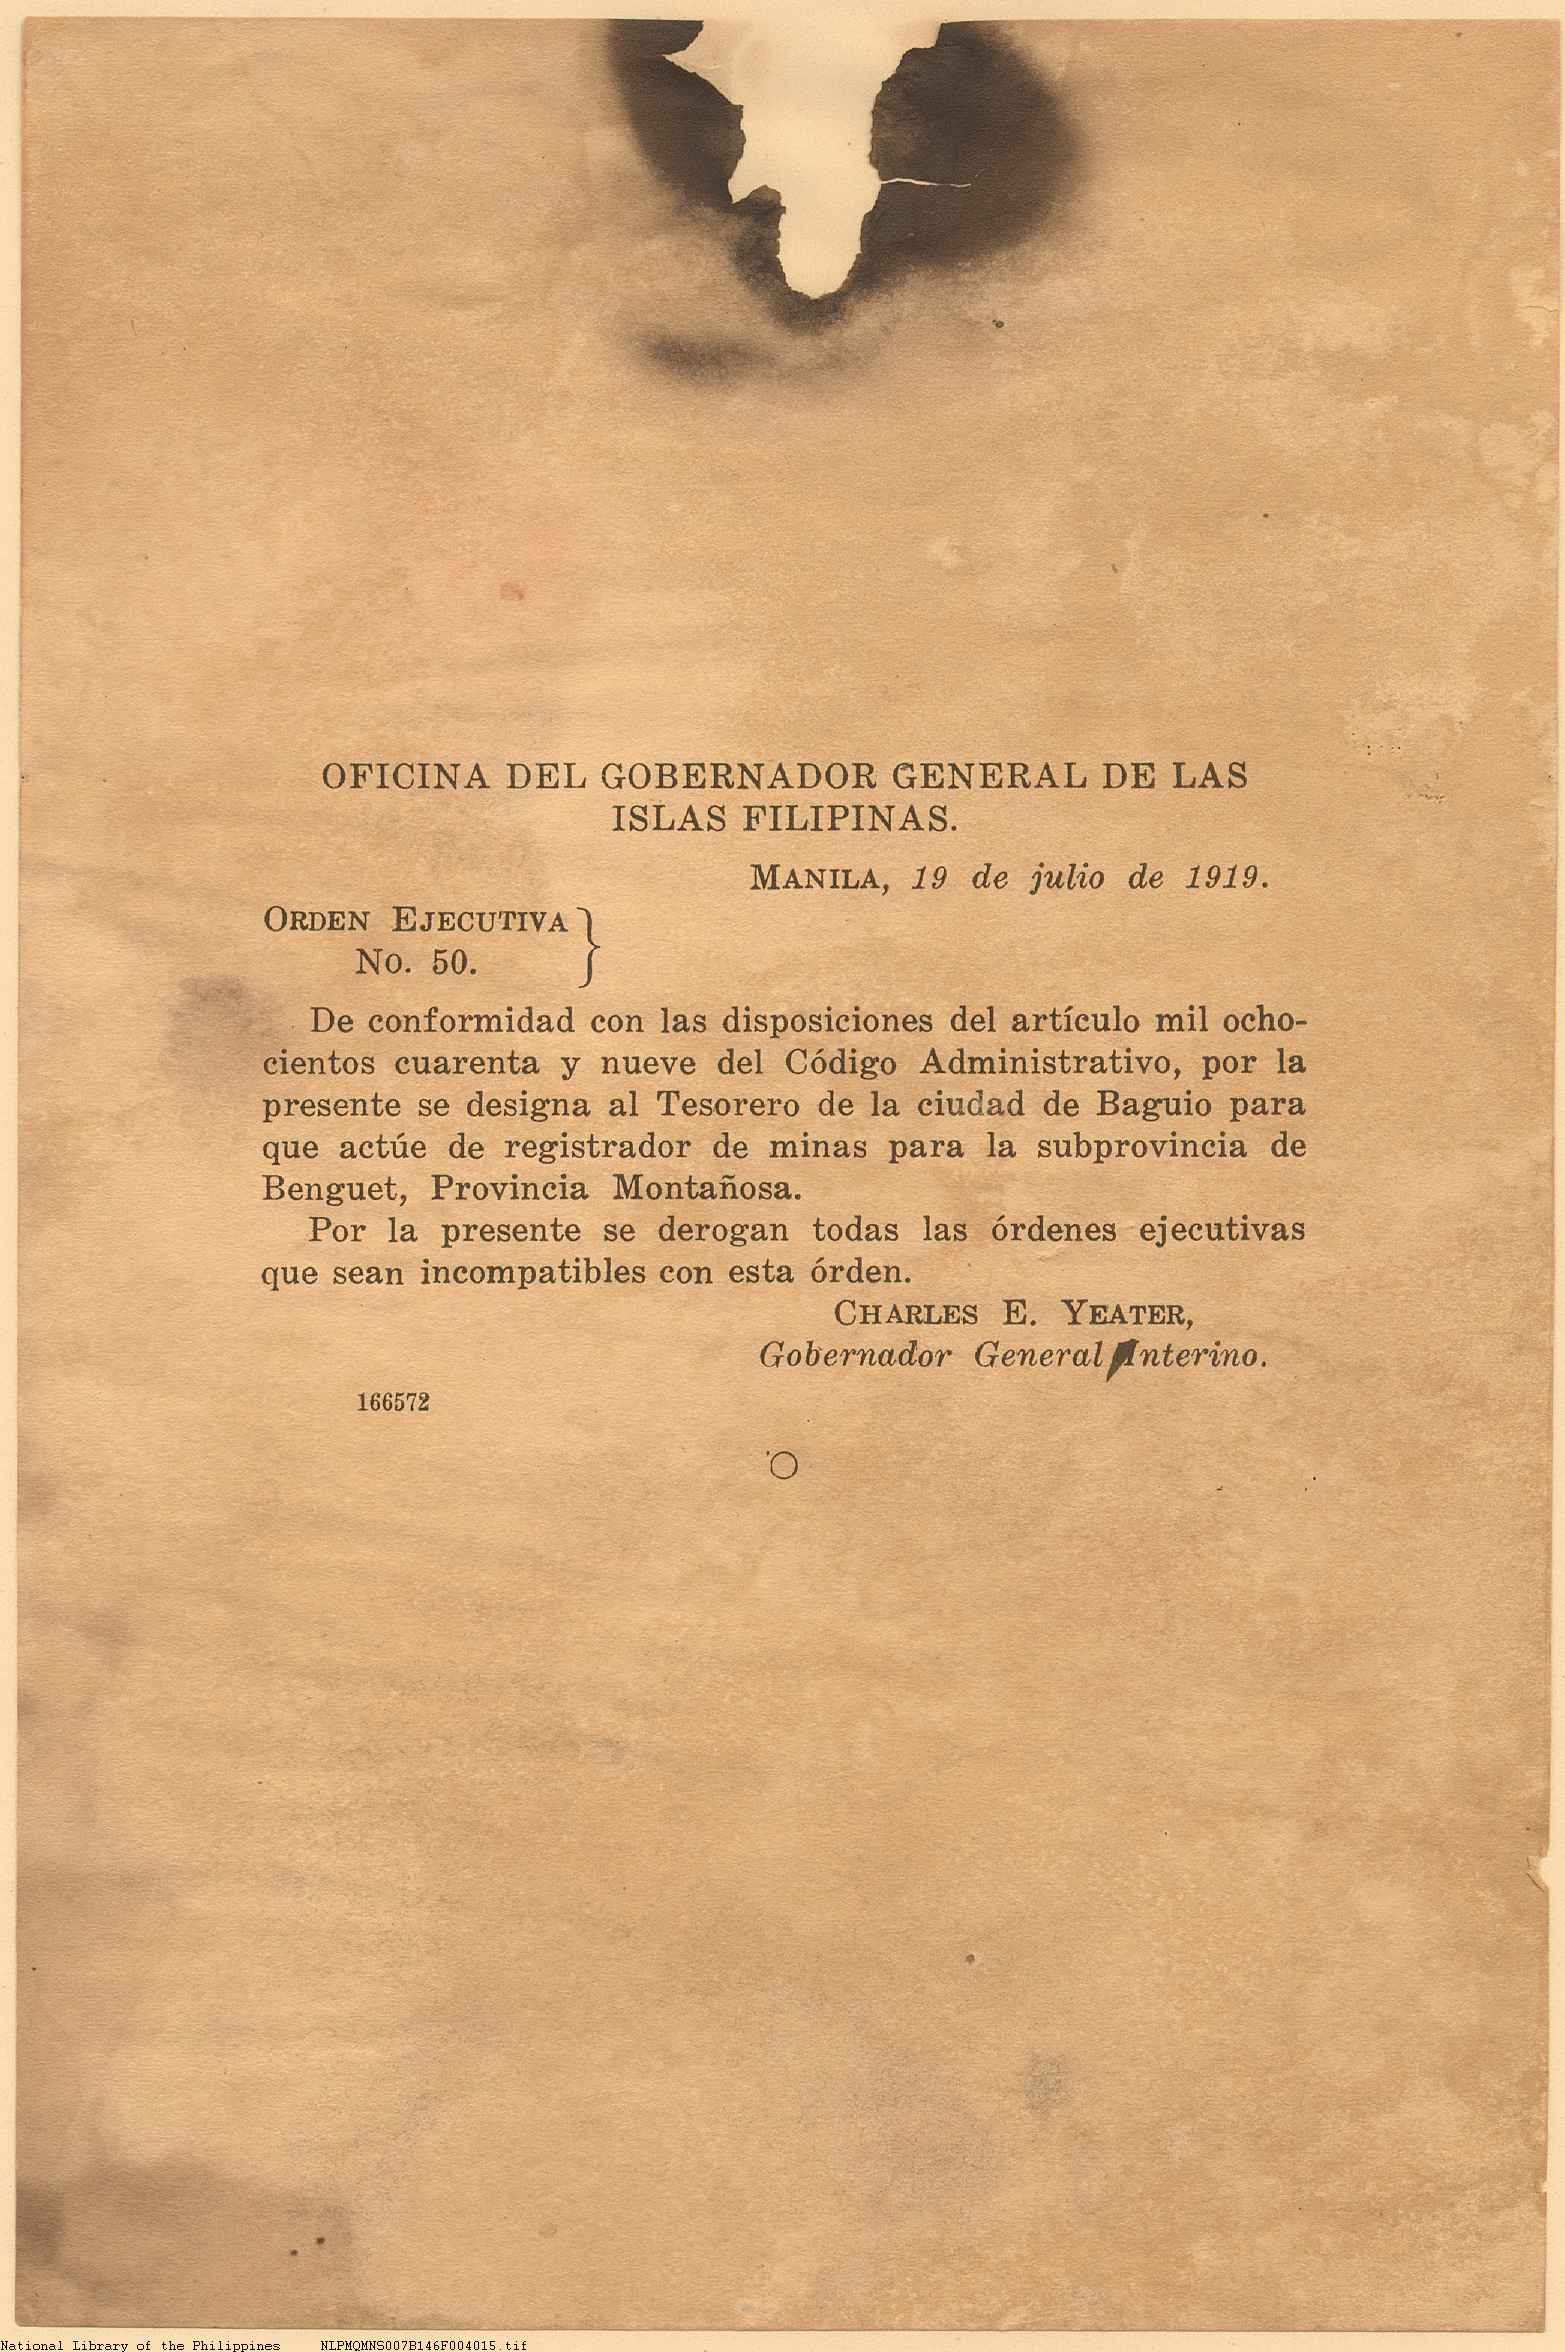 OFICINA DEL GOBERNADOR GENERAL DE LAS
ISLAS FILIPINAS.
MANILA, 19 de julio de 1919.
ORDEN EJECUTIVA
No. 50.
De conformidad con las disposiciones del artículo mil ocho-
cientos cuarenta y nueve del Código Administrativo, por la
presente se designa al Tesorero de la ciudad de Baguio para
que actúe de registrador de minas para la subprovincia de
Benguet, Provincia Montañosa.
Por la presente se derogan todas las órdenes ejecutivas
que sean incompatibles con esta órden.
CHARLES E. YEATER,
Gobernador General Interino.
166572
National Library of the Philippines NLPMQMNS007B146F004015.tif